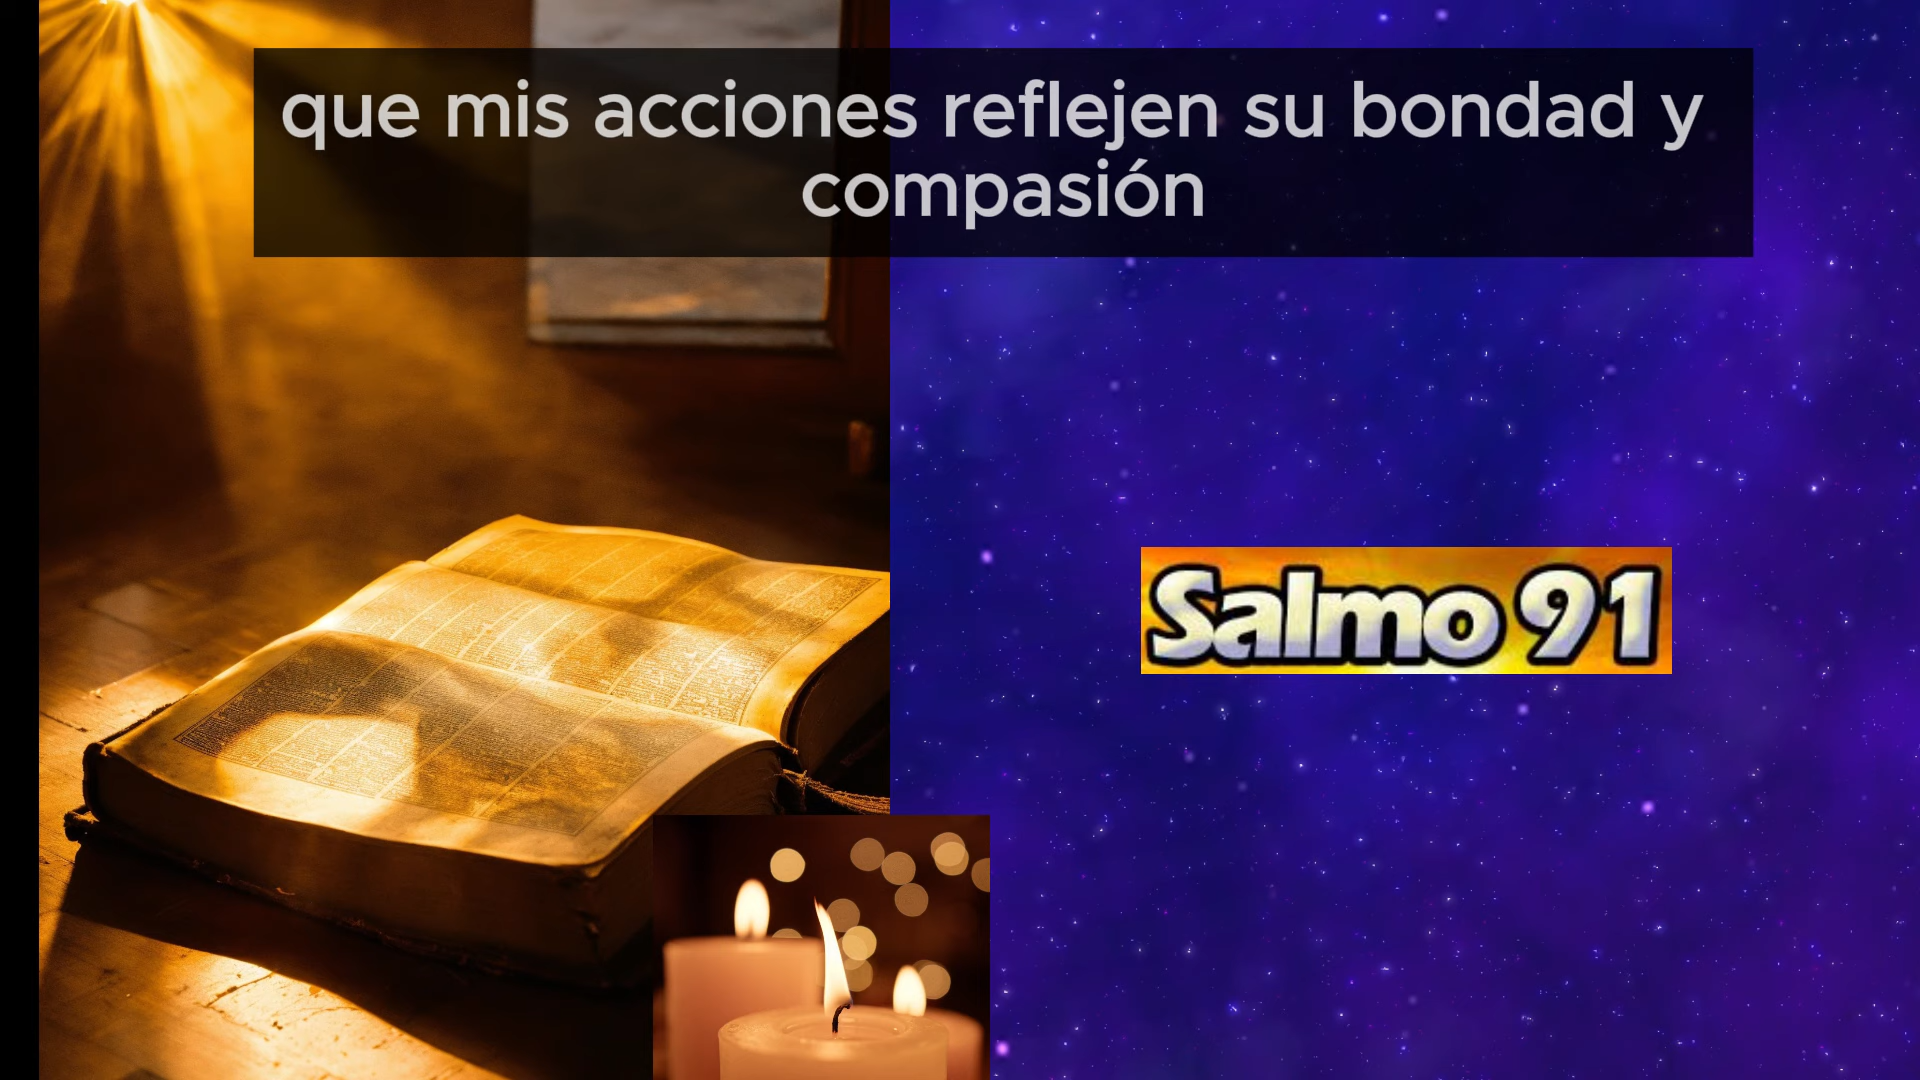 que mis acciones reflejen su bondad y
compasión
Salmo 91